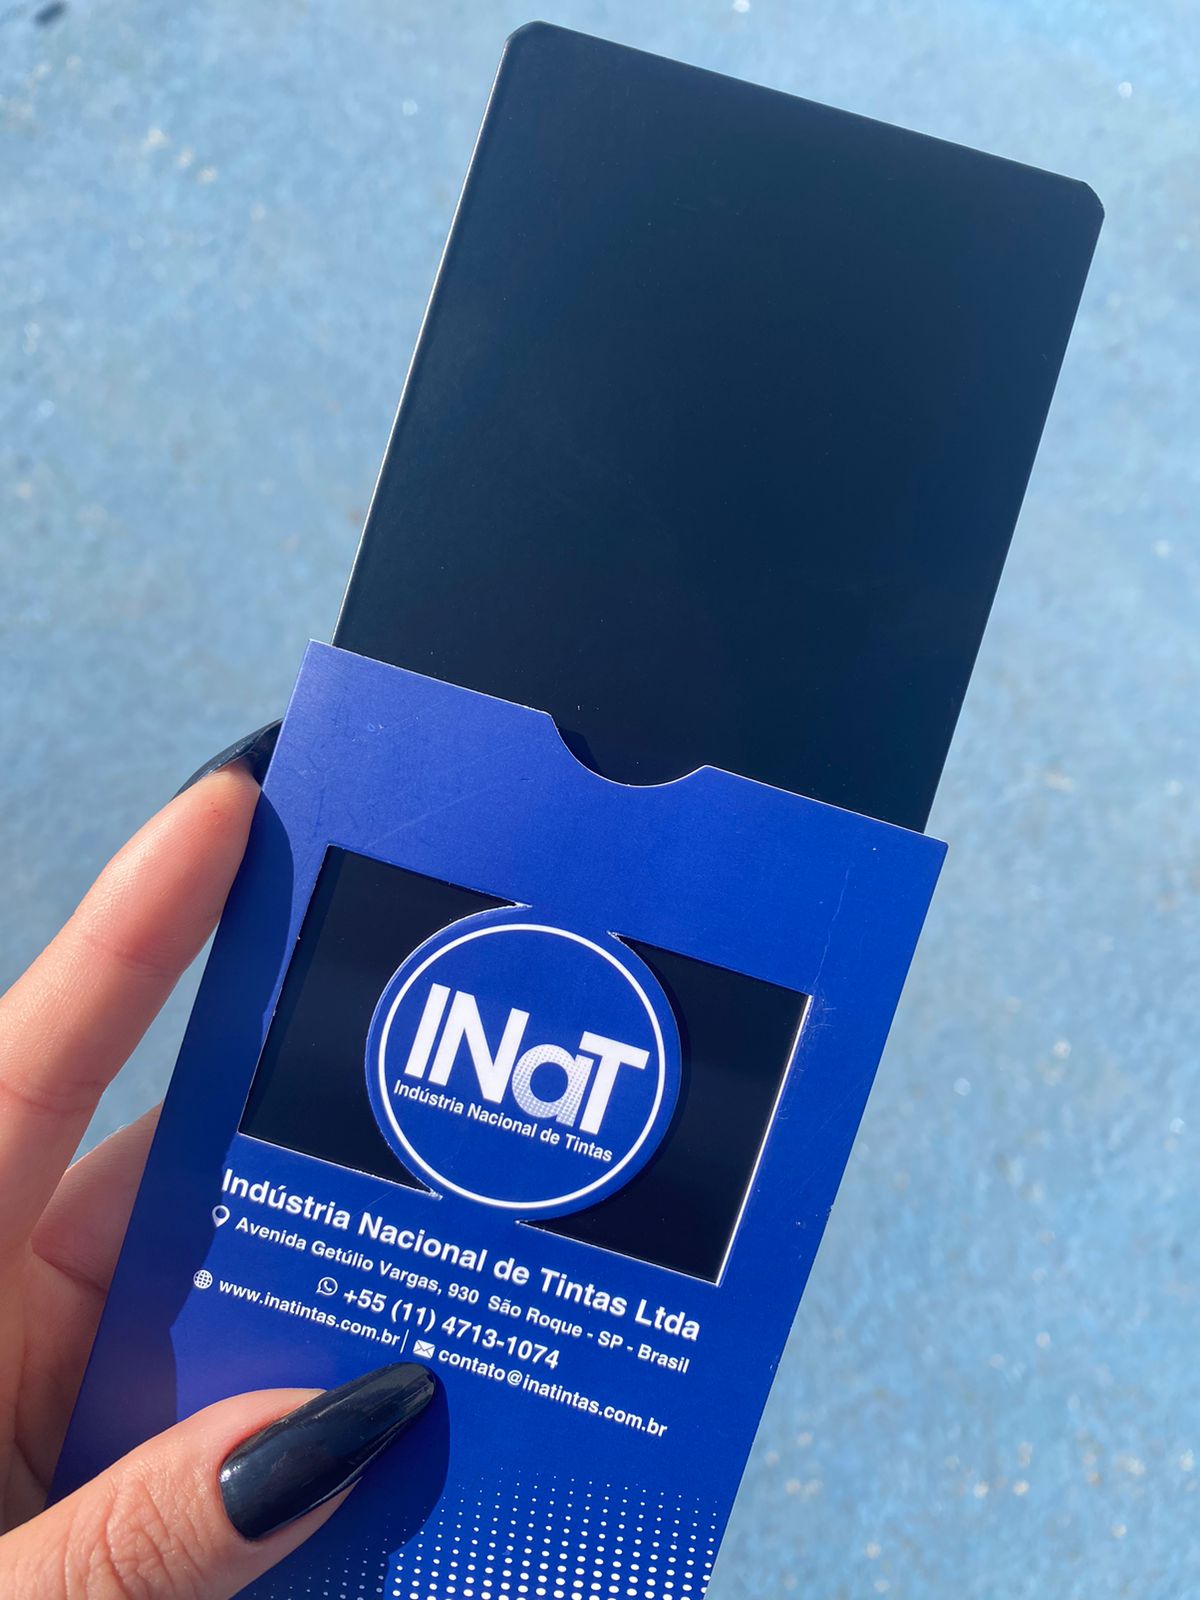 INaT
Indústria Nacional de Tintas
Indústria Nacional de Tintas Ltda
Avenida Getúlio Vargas, 930 São Roque - SP - Brasil
+55 (11) 4713-1074
www.inatintas.com.br | contato@inatintas.com.br